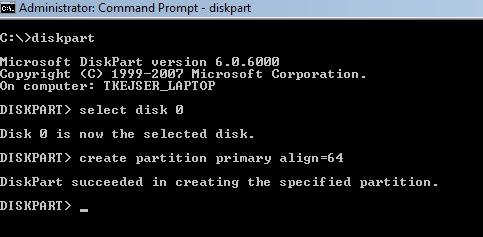 Administrator: Command Prompt - diskpart
C:\>diskpart
Microsoft DiskPart version 6.0.6000
Copyright (C) 1999-2007 Microsoft Corporation.
On computer: TKEJSER_LAPTOP
DISKPART> select disk 0
Disk 0 is now the selected disk.
DISKPART> create partition primary align=64
DiskPart succeeded in creating the specified partition.
DISKPART> _